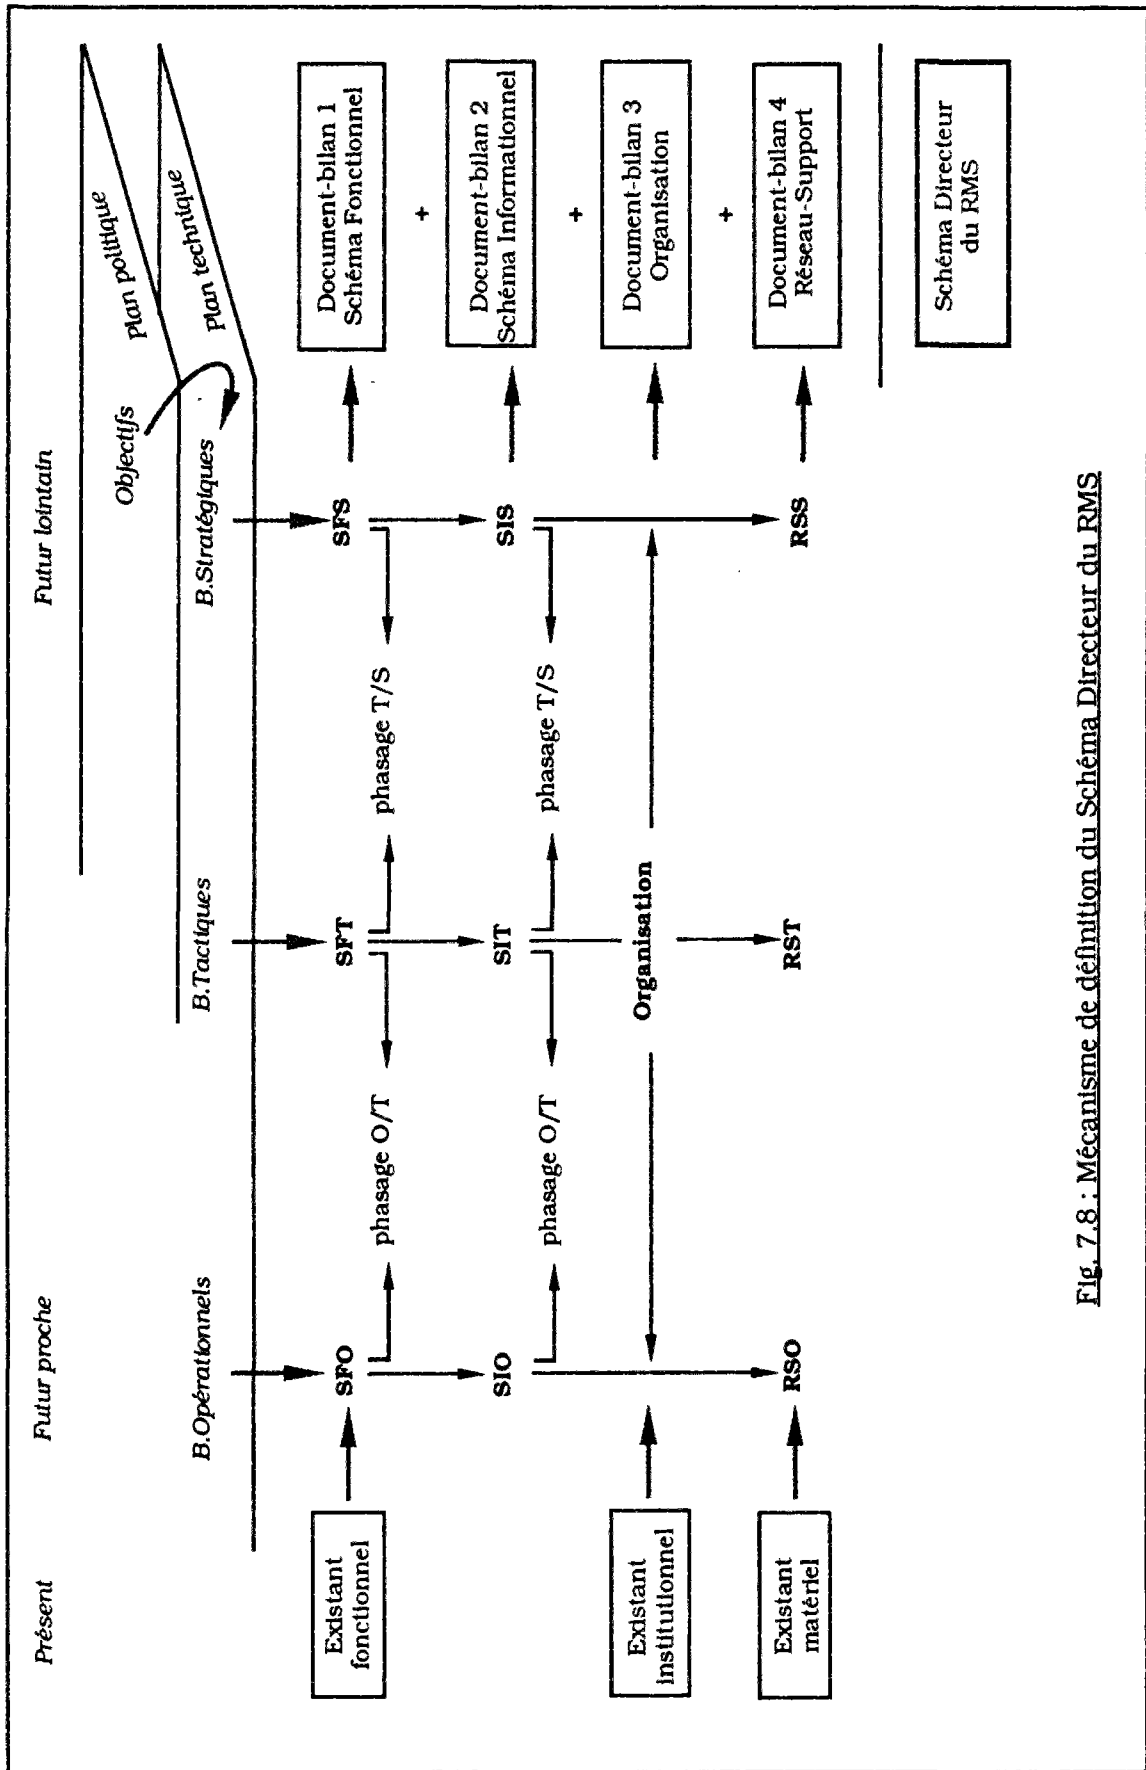 Présent
Futur proche
Futur lointain
Plan politique
Objectifs
Plan technique
B.Opérationnels
B.Tactiques
B.Stratégiques
Existant
fonctionnel
SFO
phasage O/T
SFT
phasage T/S
SFS
Document-bilan 1
Schéma Fonctionnel
+
SIO
phasage O/T
SIT
phasage T/S
SIS
Document-bilan 2
Schéma Informationnel
+
Existant
institutionnel
Organisation
Document-bilan 3
Organisation
+
Existant
matériel
RSO
RST
RSS
Document-bilan 4
Réseau-Support
Schéma Directeur
du RMS
Fig. 7.8 : Mécanisme de définition du Schéma Directeur du RMS